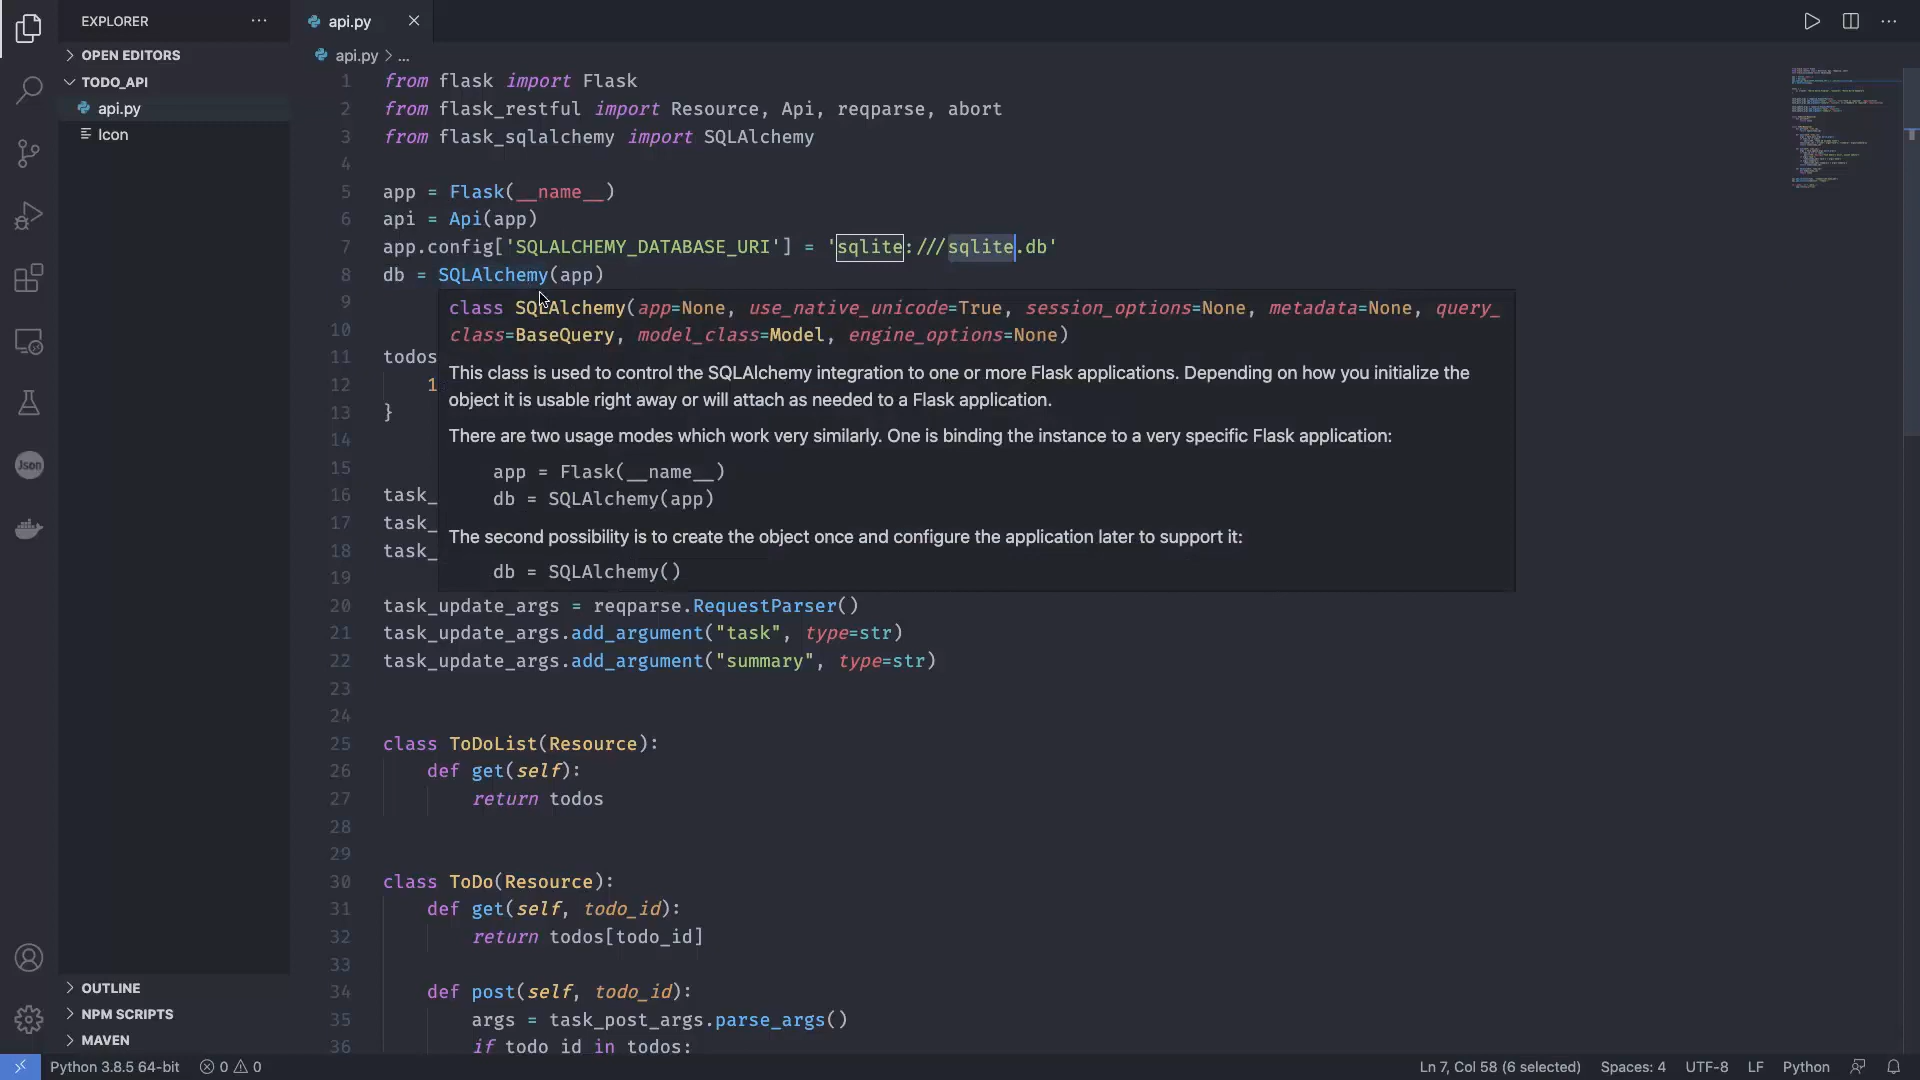 EXPLORER
api.py
OPEN EDITORS
TODO_API
api.py
Icon
api.py > ...
1 from flask import Flask
2 from flask_restful import Resource, Api, reqparse, abort
3 from flask_sqlalchemy import SQLAlchemy
4
5 app = Flask(__name__)
6 api = Api(app)
7 app.config['SQLALCHEMY_DATABASE_URI'] = 'sqlite:///sqlite.db'
8 db = SQLAlchemy(app)
9
10
11 todos
12 1
13 }
14
15
16 task_
17 task_
18 task_
19
class SQLAlchemy(app=None, use_native_unicode=True, session_options=None, metadata=None, query_
class=BaseQuery, model_class=Model, engine_options=None)
This class is used to control the SQLAlchemy integration to one or more Flask applications. Depending on how you initialize the
object it is usable right away or will attach as needed to a Flask application.
There are two usage modes which work very similarly. One is binding the instance to a very specific Flask application:
app = Flask(__name__)
db = SQLAlchemy(app)
The second possibility is to create the object once and configure the application later to support it:
db = SQLAlchemy()
20 task_update_args = reqparse.RequestParser()
21 task_update_args.add_argument("task", type=str)
22 task_update_args.add_argument("summary", type=str)
23
24
25 class ToDoList(Resource):
26 def get(self):
27 return todos
28
29
30 class ToDo(Resource):
31 def get(self, todo_id):
32 return todos[todo_id]
33
34 def post(self, todo_id):
35 args = task_post_args.parse_args()
36 if todo_id in todos:
Json
OUTLINE
NPM SCRIPTS
MAVEN
Python 3.8.5 64-bit 0 0 Ln 7, Col 58 (6 selected) Spaces: 4 UTF-8 LF Python